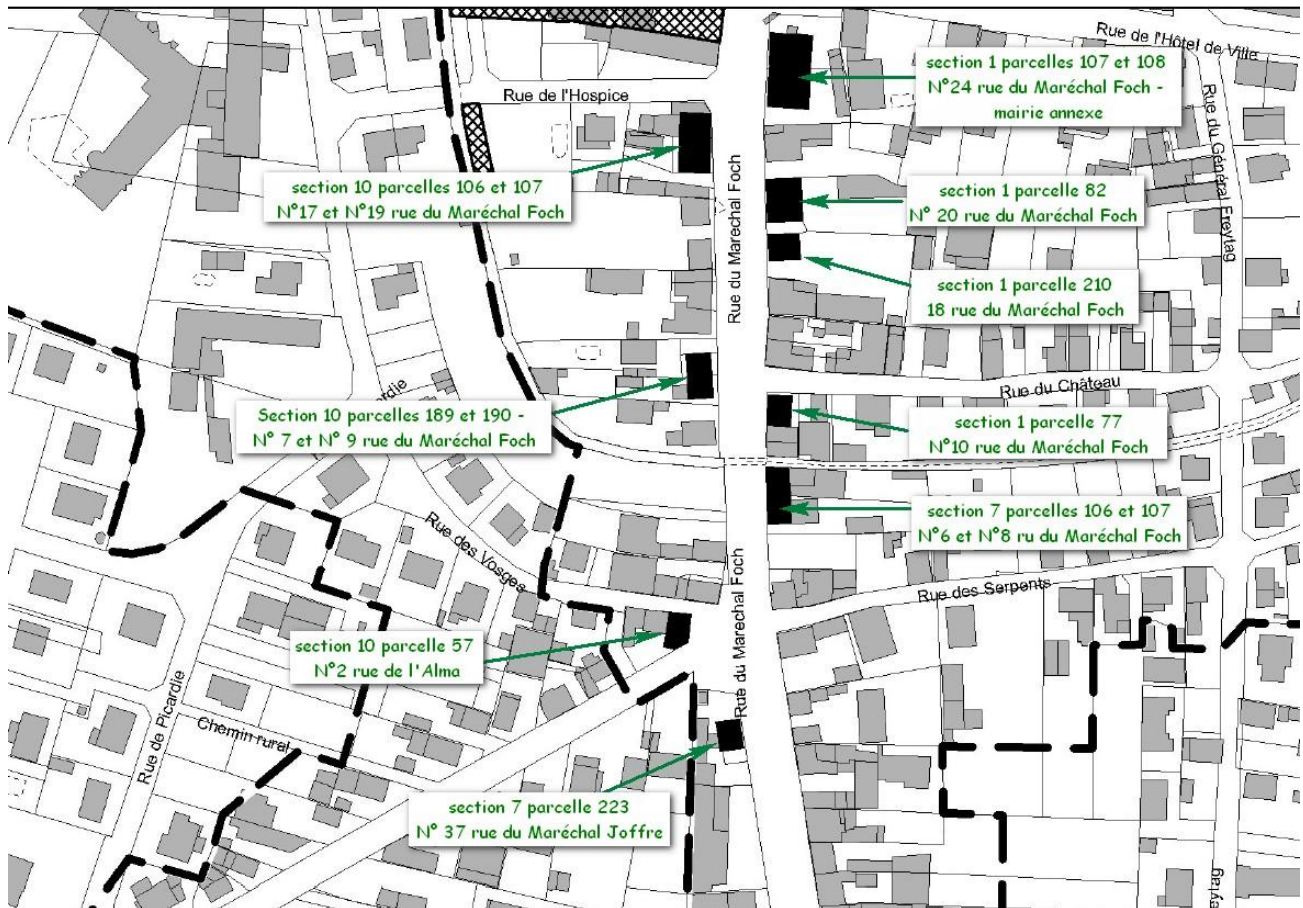 Rue de l'Hôtel de Ville
section 1 parcelles 107 et 108
N°24 rue du Maréchal Foch -
mairie annexe
Rue de l'Hospice
Rue du Général Freytag
section 10 parcelles 106 et 107
N°17 et N°19 rue du Maréchal Foch
Rue du Marechal Foch
section 1 parcelle 82
N° 20 rue du Maréchal Foch
section 1 parcelle 210
18 rue du Maréchal Foch
Rue du Château
Section 10 parcelles 189 et 190 -
N° 7 et N° 9 rue du Maréchal Foch
section 1 parcelle 77
N°10 rue du Maréchal Foch
section 7 parcelles 106 et 107
N°6 et N°8 ru du Maréchal Foch
Rue des Vosges
Rue du Marechal Foch
Rue des Serpents
section 10 parcelle 57
N°2 rue de l'Alma
Rue de Picardie
Chemin rural
section 7 parcelle 223
N° 37 rue du Maréchal Joffre